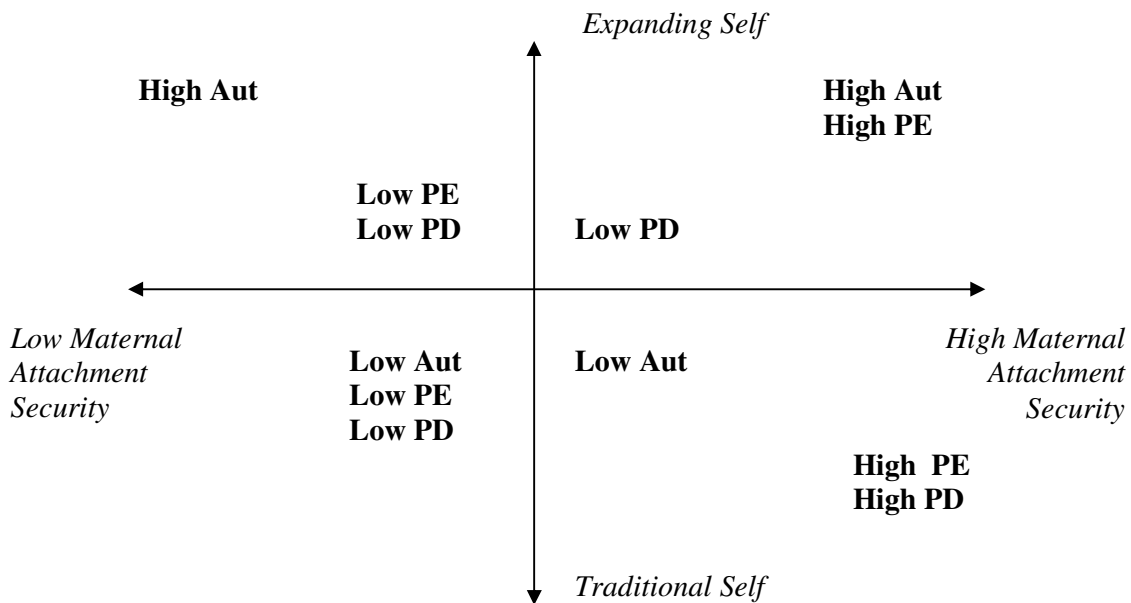 Expanding Self
High Aut
High Aut
High PE
Low PE
Low PD
Low PD
Low Maternal
Attachment
Security
High Maternal
Attachment
Security
Low Aut
Low PE
Low PD
Low Aut
High PE
High PD
Traditional Self